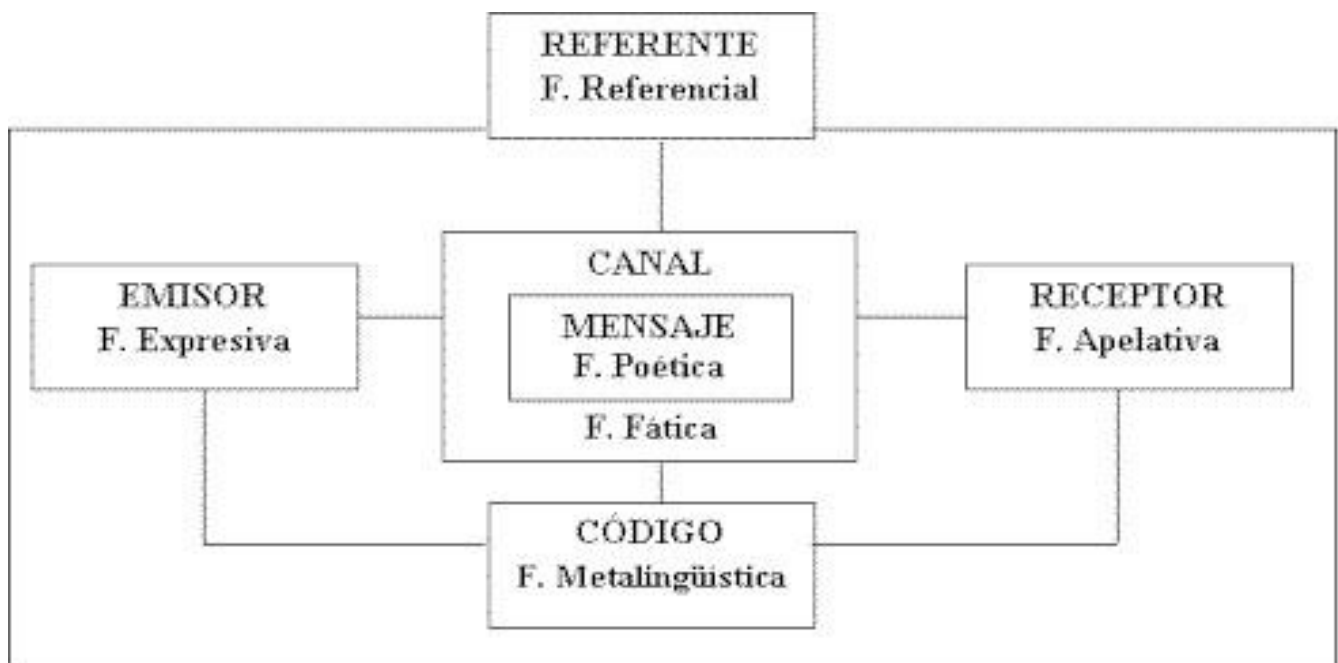 REFERENTE
F. Referencial
EMISOR
F. Expresiva
CANAL
MENSAJE
F. Poética
F. Fática
RECEPTOR
F. Apelativa
CÓDIGO
F. Metalingüística